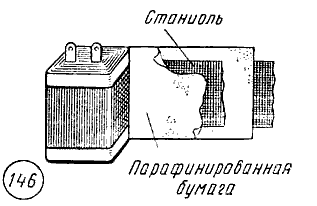 Станиоль
Парафинированная
бумага
146